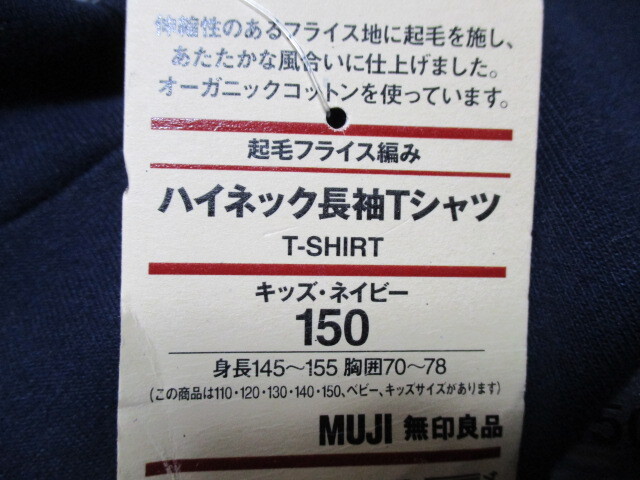 伸縮性のあるフライス地に起毛を施し、
あたたかな風合いに仕上げました。
オーガニックコットンを使っています。
起毛フライス編み
ハイネック長袖Tシャツ
T-SHIRT
キッズ・ネイビー
150
身長145～155 胸囲70～78
(この商品は110・120・130・140・150、ベビー、キッズサイズがあります)
MUJI 無印良品